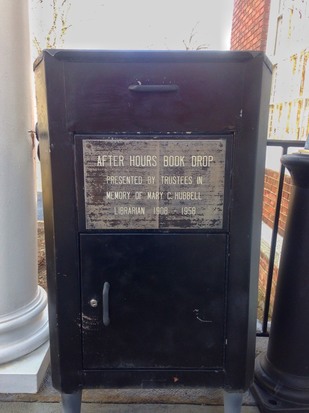 AFTER HOURS BOOK DROP
PRESENTED BY TRUSTEES IN
MEMORY OF MARY C. HUBBELL
LIBRARIAN 1908 - 1958